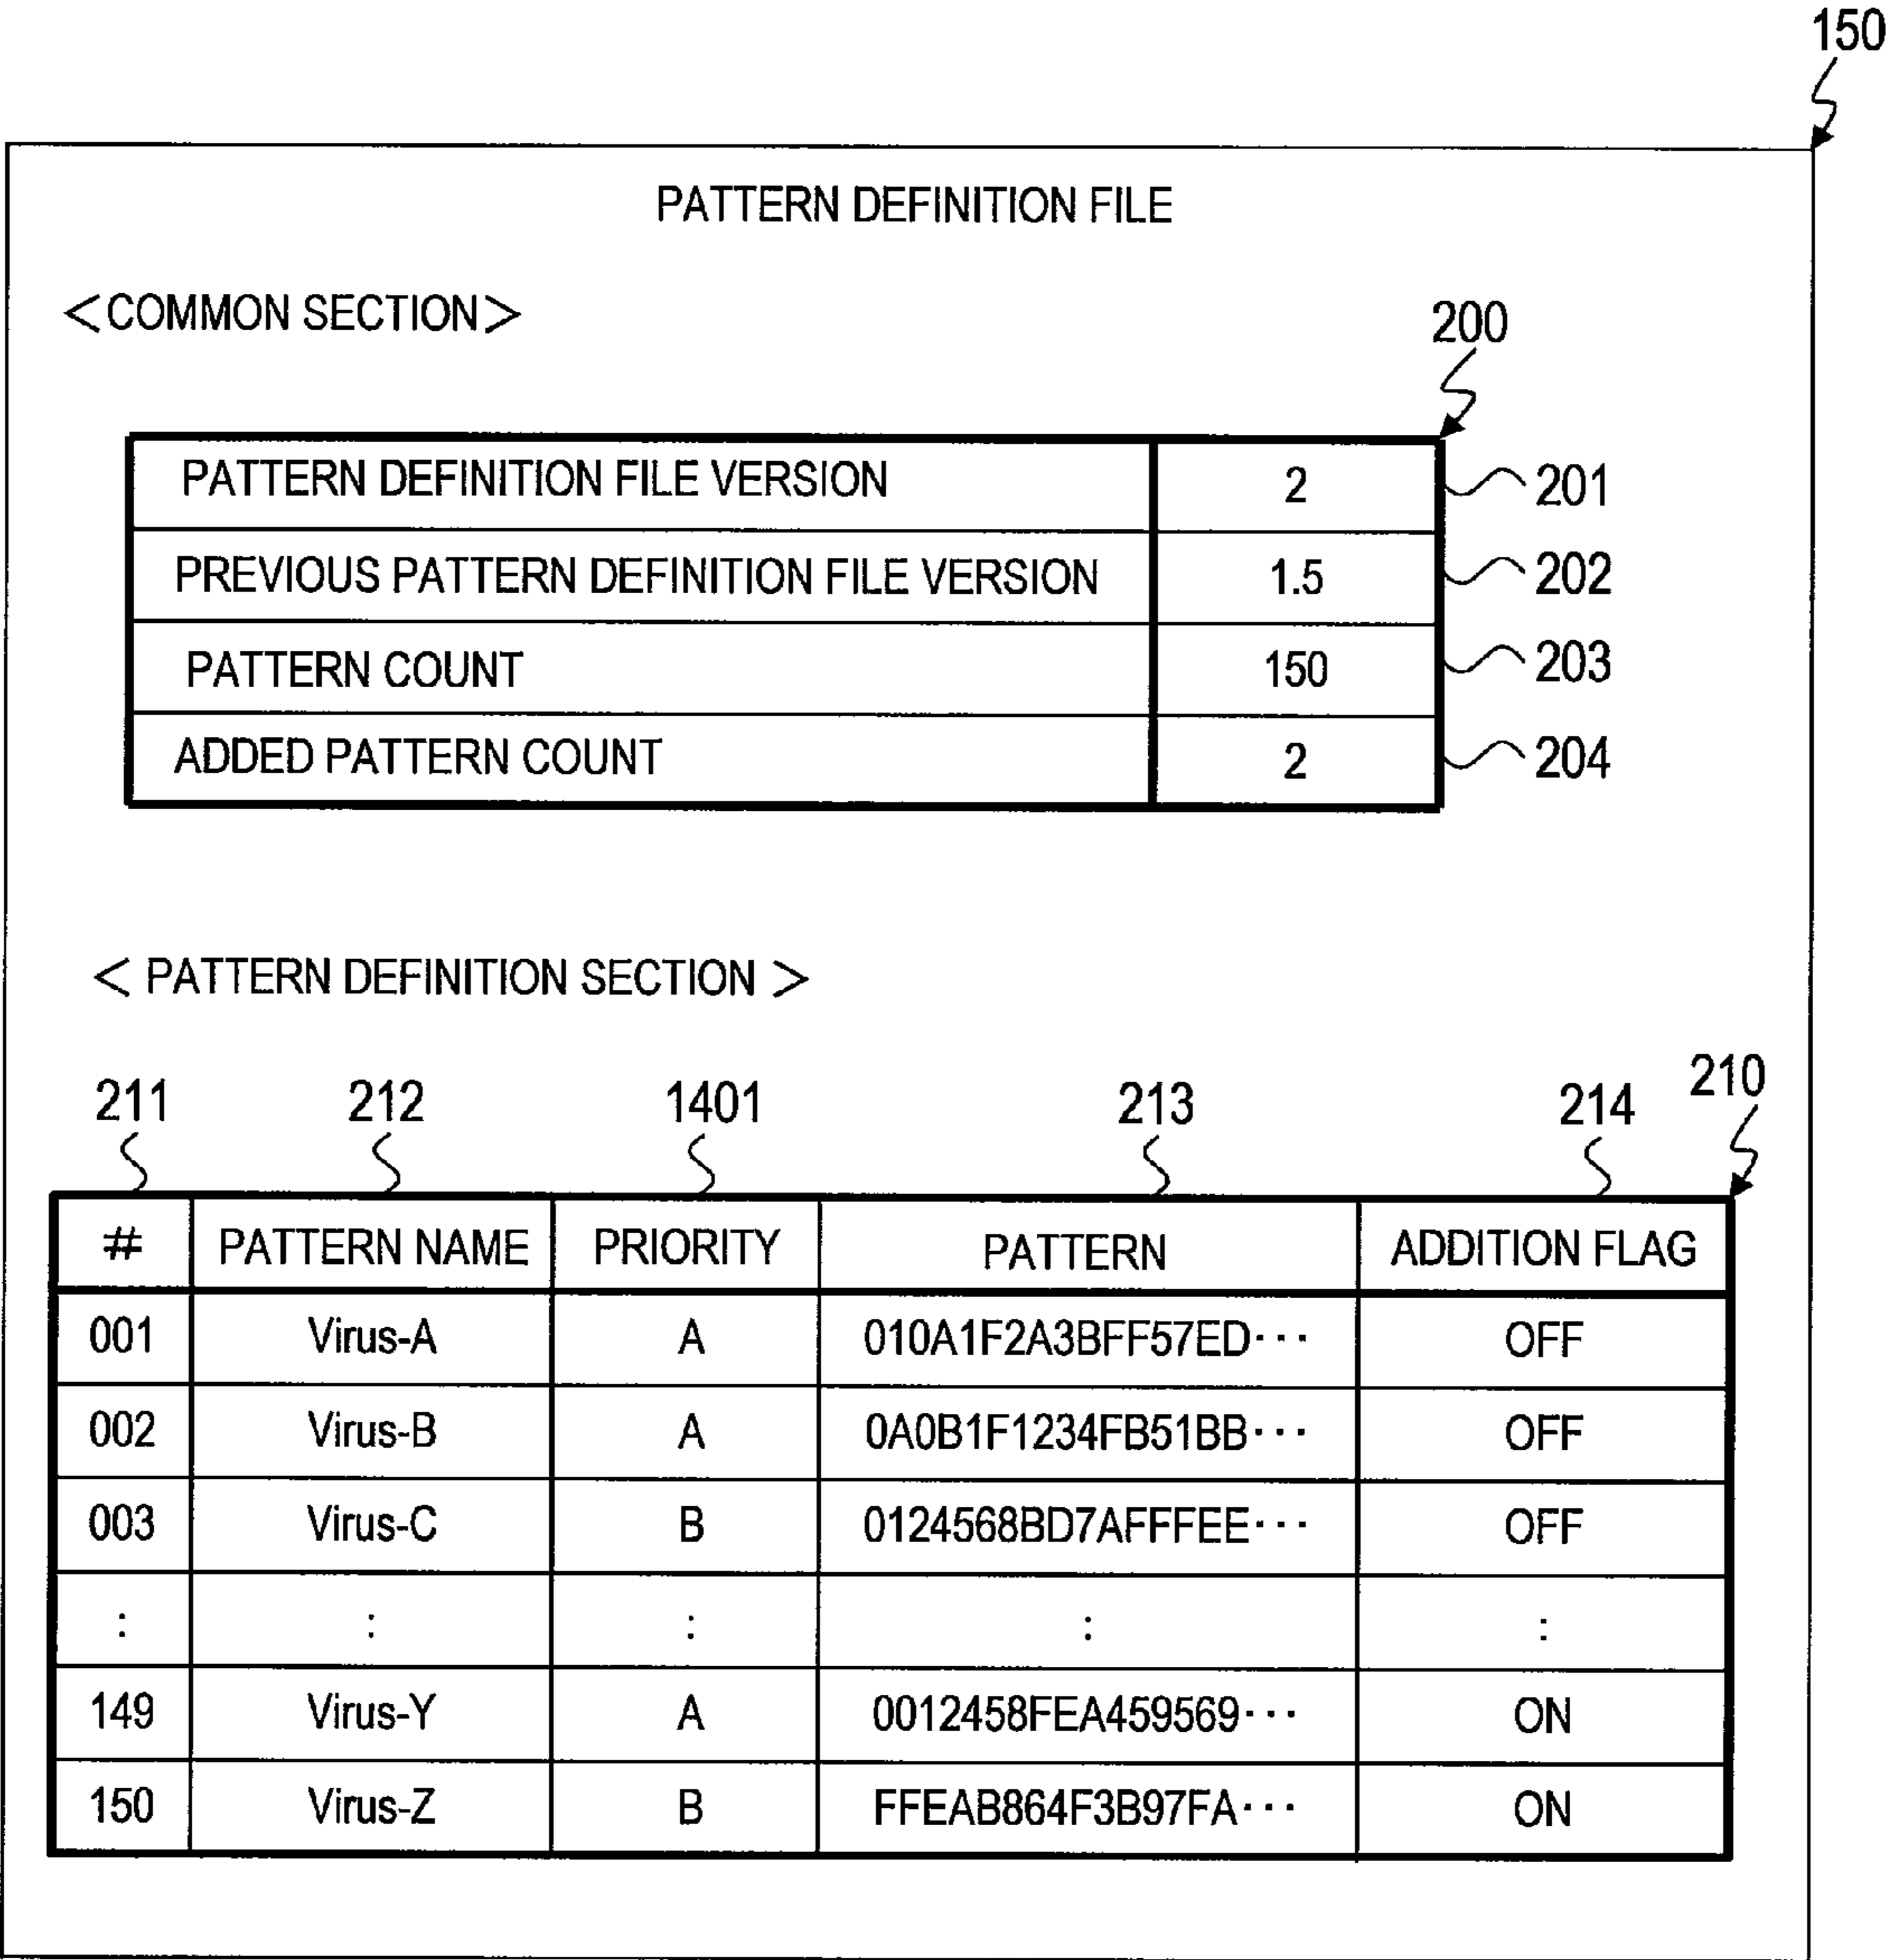 150
PATTERN DEFINITION FILE
<COMMON SECTION>
200
PATTERN DEFINITION FILE VERSION 2 201
PREVIOUS PATTERN DEFINITION FILE VERSION 1.5 202
PATTERN COUNT 150 203
ADDED PATTERN COUNT 2 204
< PATTERN DEFINITION SECTION >
211 212 1401 213 214 210
# PATTERN NAME PRIORITY PATTERN ADDITION FLAG
001 Virus-A A 010A1F2A3BFF57ED··· OFF
002 Virus-B A 0A0B1F1234FB51BB··· OFF
003 Virus-C B 0124568BD7AFFFEE··· OFF
: : : : :
149 Virus-Y A 0012458FEA459569··· ON
150 Virus-Z B FFEAB864F3B97FA··· ON